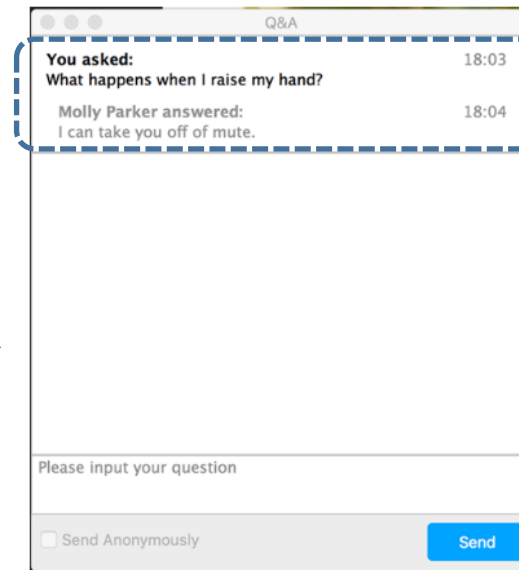 Q&A
You asked:
18:03
What happens when I raise my hand?
Molly Parker answered:
18:04
I can take you off of mute.
Please input your question
Send Anonymously
Send